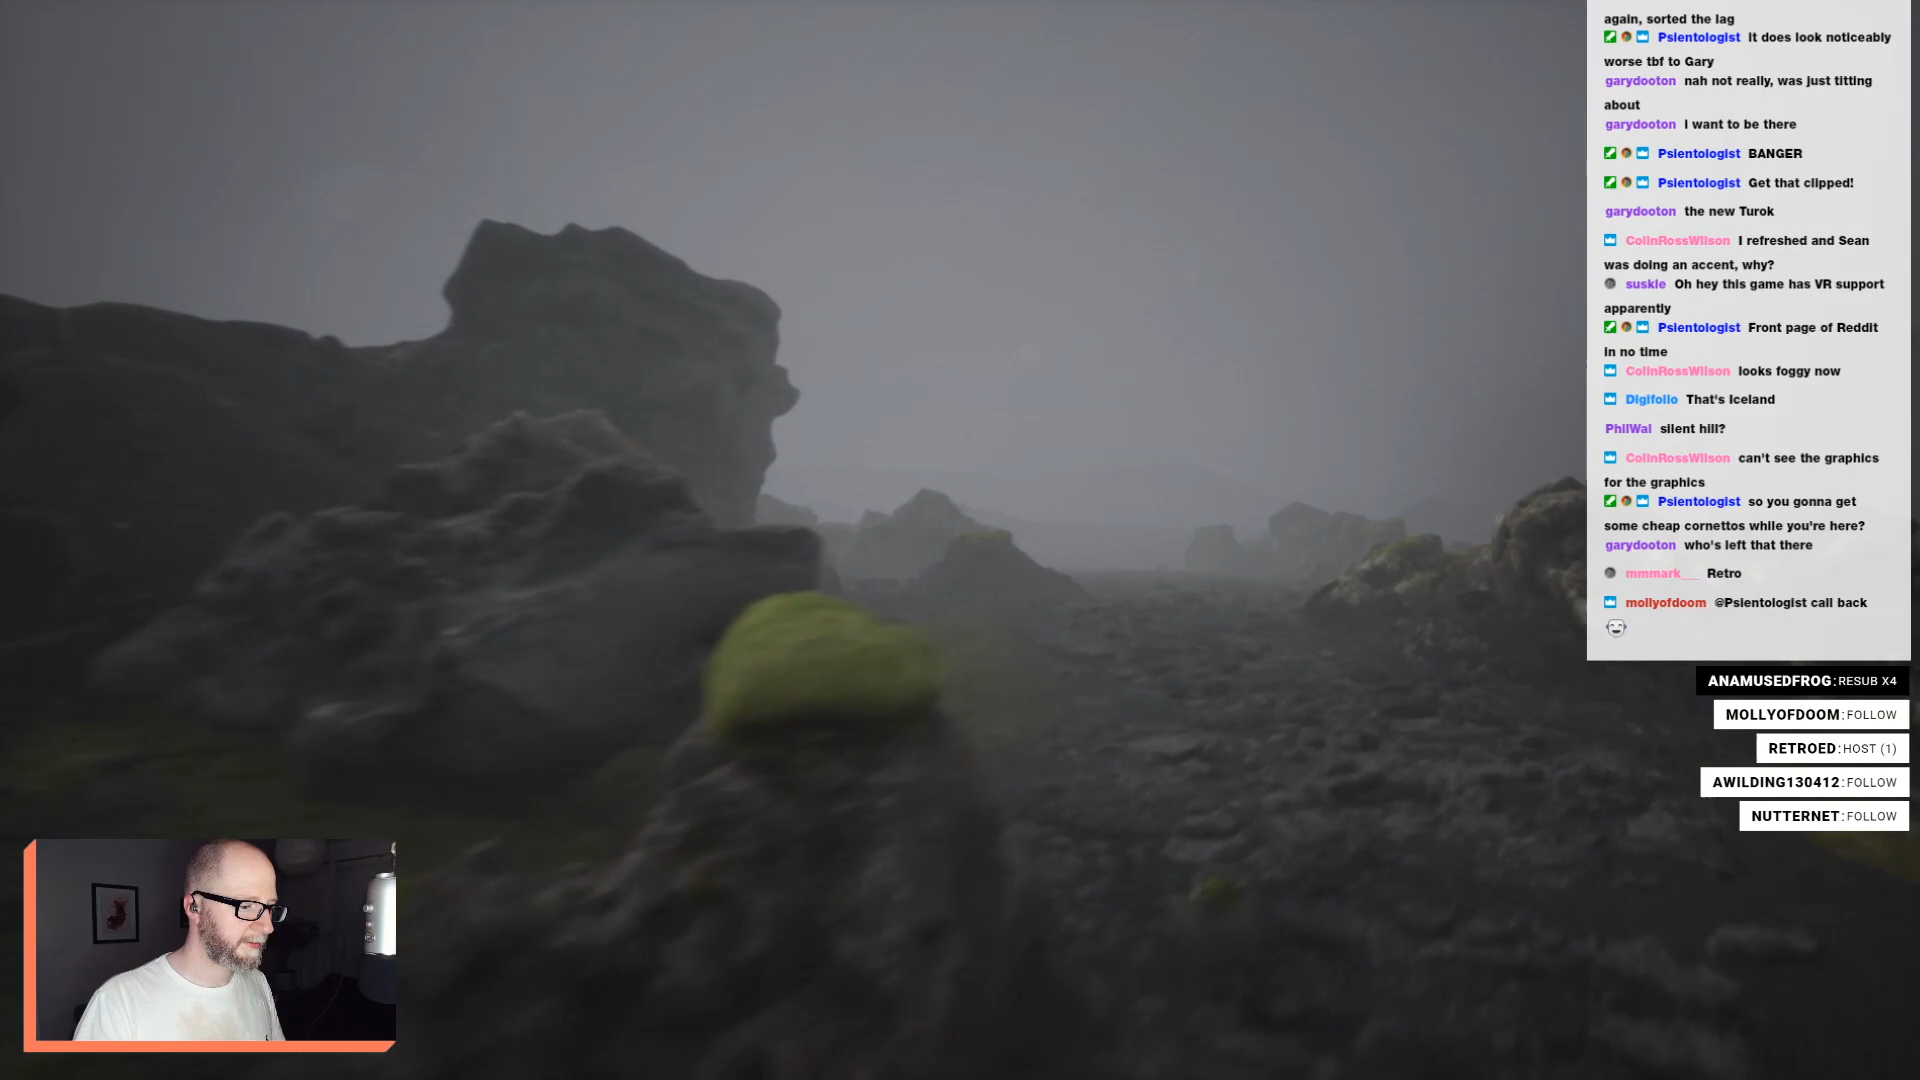 again, sorted the lag
Psientologist It does look noticeably
worse tbf to Gary
garydooton nah not really, was just titting
about
garydooton I want to be there
Psientologist BANGER
Psientologist Get that clipped!
garydooton the new Turok
ColinRossWilson I refreshed and Sean
was doing an accent, why?
suskie Oh hey this game has VR support
apparently
Psientologist Front page of Reddit
in no time
ColinRossWilson looks foggy now
Digifolio That's Iceland
PhilWal silent hill?
ColinRossWilson can't see the graphics
for the graphics
Psientologist so you gonna get
some cheap cornettos while you're here?
garydooton who's left that there
mmmark__ Retro
mollyofdoom @Psientologist call back
ANAMUSEDFROG:RESUB X4
MOLLYOFDOOM:FOLLOW
RETROED:HOST (1)
AWILDING130412:FOLLOW
NUTTERNET:FOLLOW